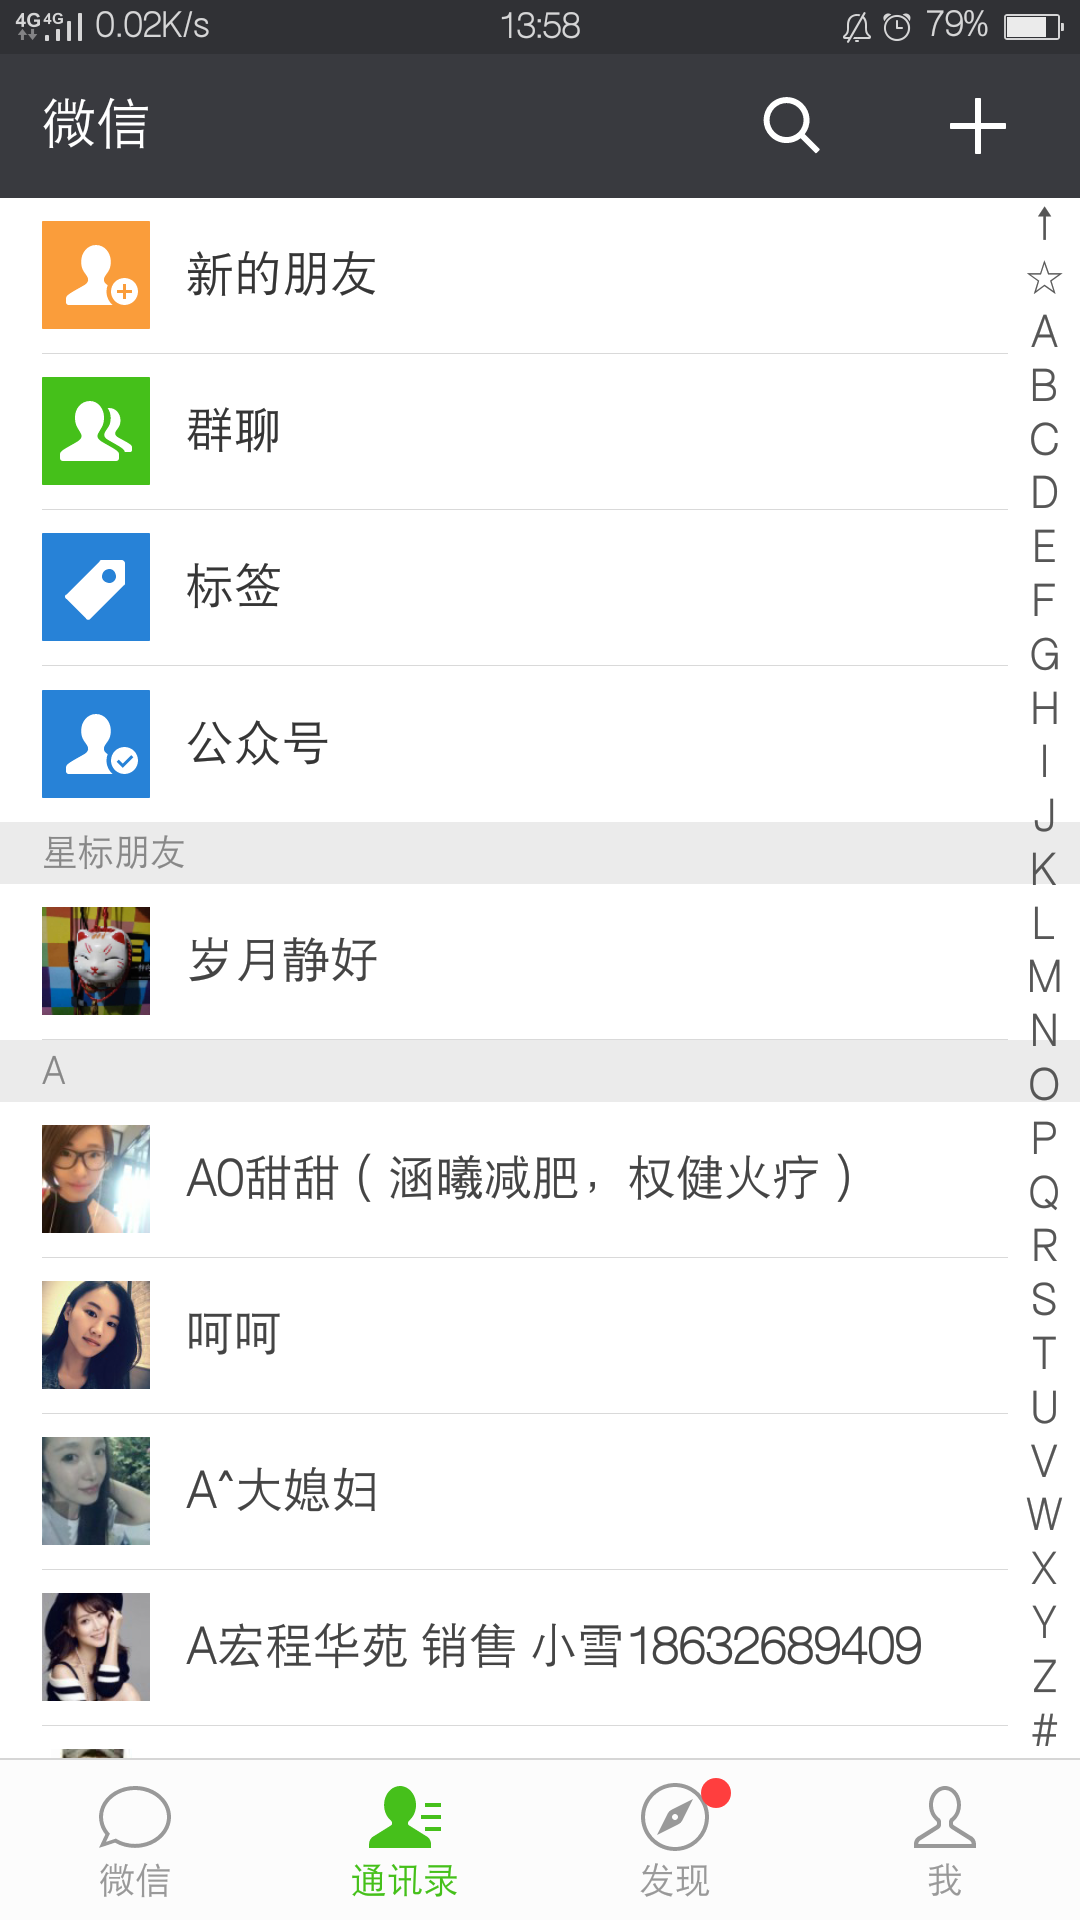 4G 4G 0.02K/s 13:58 79%
微信
新的朋友
群聊
标签
公众号
星标朋友
岁月静好
A
A0甜甜（涵曦减肥，权健火疗）
呵呵
A^大媳妇
A宏程华苑 销售 小雪18632689409
↑
☆
A
B
C
D
E
F
G
H
I
J
K
L
M
N
O
P
Q
R
S
T
U
V
W
X
Y
Z
#
微信 通讯录 发现 我